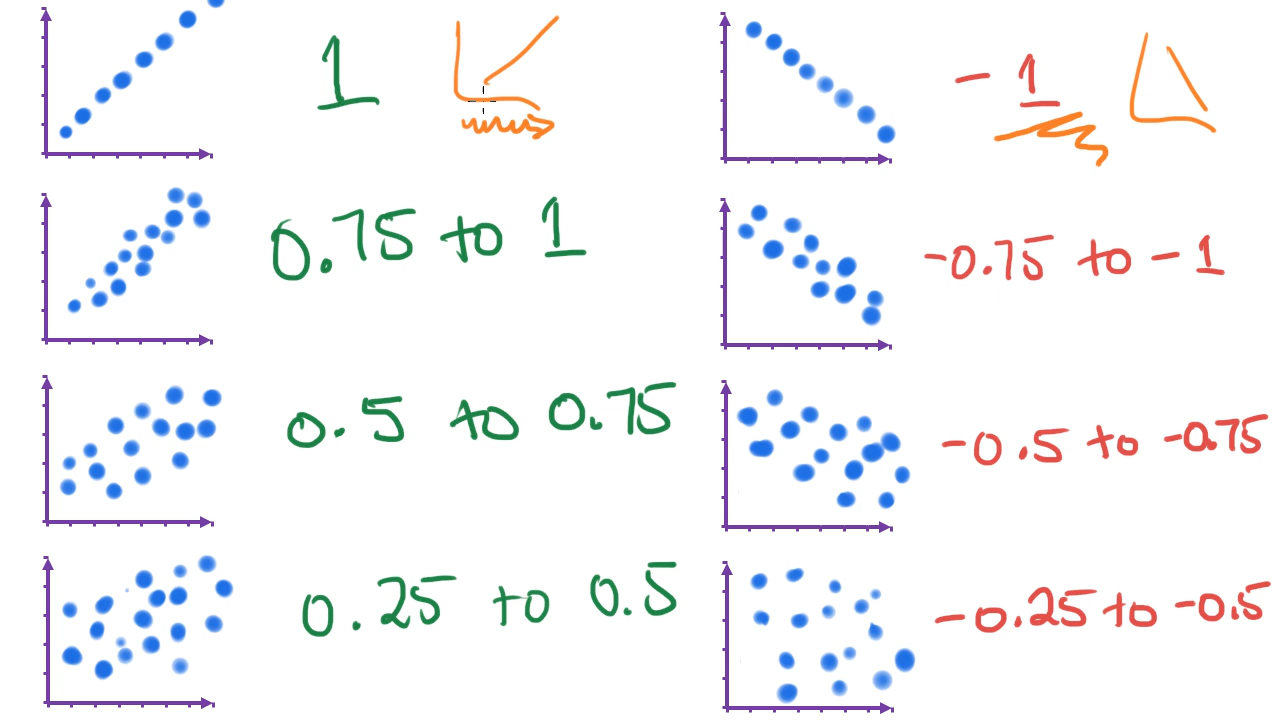 1
- 1
0.75 to 1
-0.75 to -1
0.5 to 0.75
-0.5 to -0.75
0.25 to 0.5
-0.25 to -0.5